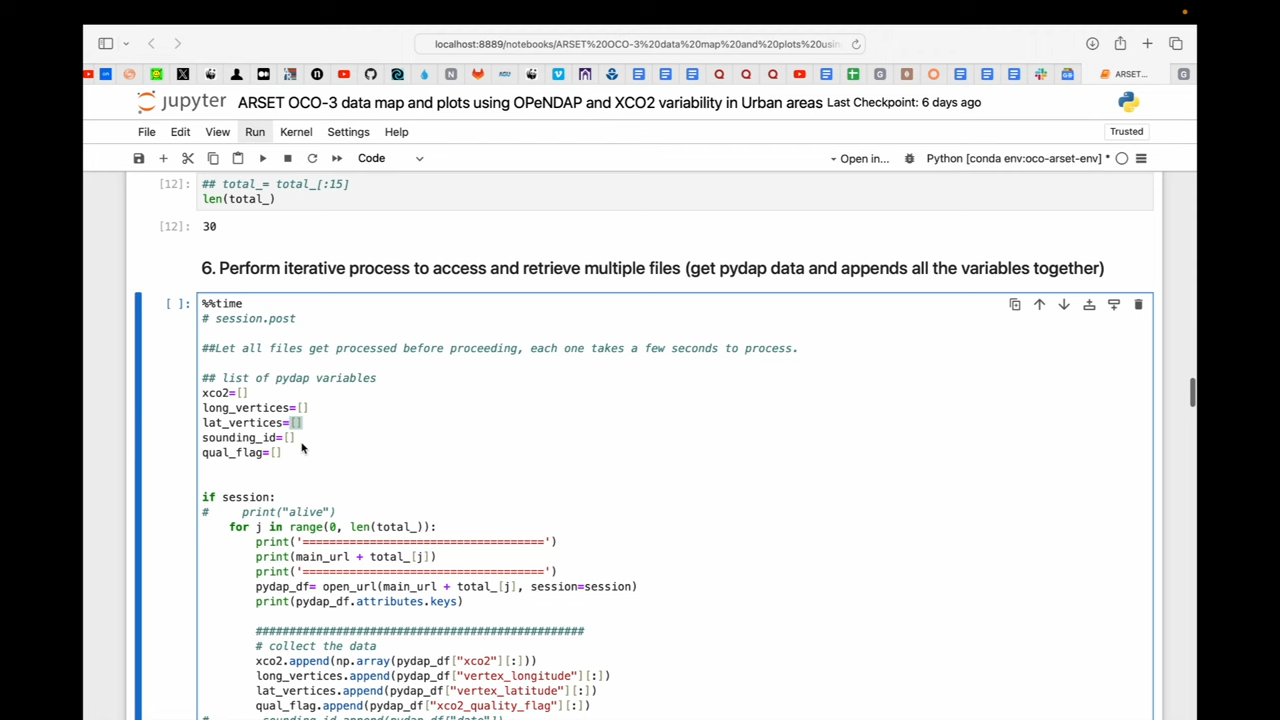 localhost:8889/notebooks/ARSET%20OCO-3%20data%20map%20and%20plots%20usin
ARSET...
jupyter ARSET OCO-3 data map and plots using OPeNDAP and XCO2 variability in Urban areas Last Checkpoint: 6 days ago
File Edit View Run Kernel Settings Help Trusted
Code Open in... Python [conda env:oco-arset-env] *
[12]: ## total_= total_[:15]
len(total_)
[12]: 30
6. Perform iterative process to access and retrieve multiple files (get pydap data and appends all the variables together)
[ ]: %%time
# session.post
##Let all files get processed before proceeding, each one takes a few seconds to process.
## list of pydap variables
xco2=[]
long_vertices=[]
lat_vertices=[]
sounding_id=[]
qual_flag=[]
if session:
# print("alive")
for j in range(0, len(total_)):
print('====================================')
print(main_url + total_[j])
print('====================================')
pydap_df= open_url(main_url + total_[j], session=session)
print(pydap_df.attributes.keys)
#################################################
# collect the data
xco2.append(np.array(pydap_df["xco2"][:]))
long_vertices.append(pydap_df["vertex_longitude"][:])
lat_vertices.append(pydap_df["vertex_latitude"][:])
qual_flag.append(pydap_df["xco2_quality_flag"][:])
# sounding_id.append(pydap_df["date"])